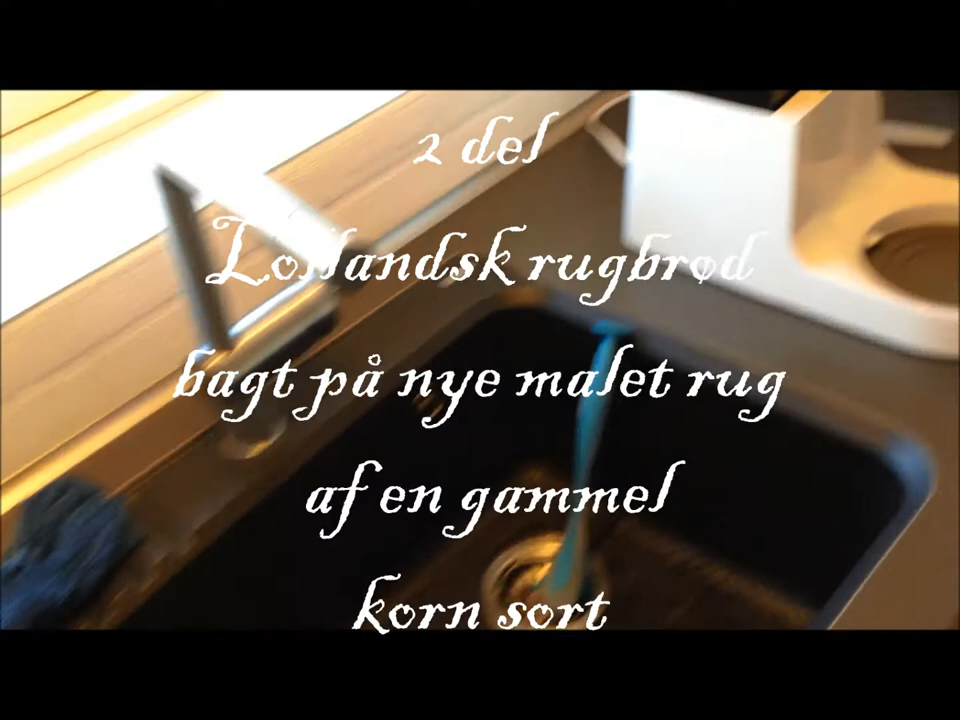 2 del
Lollandsk rugbrød
bagt på nye malet rug
af en gammel
korn sort